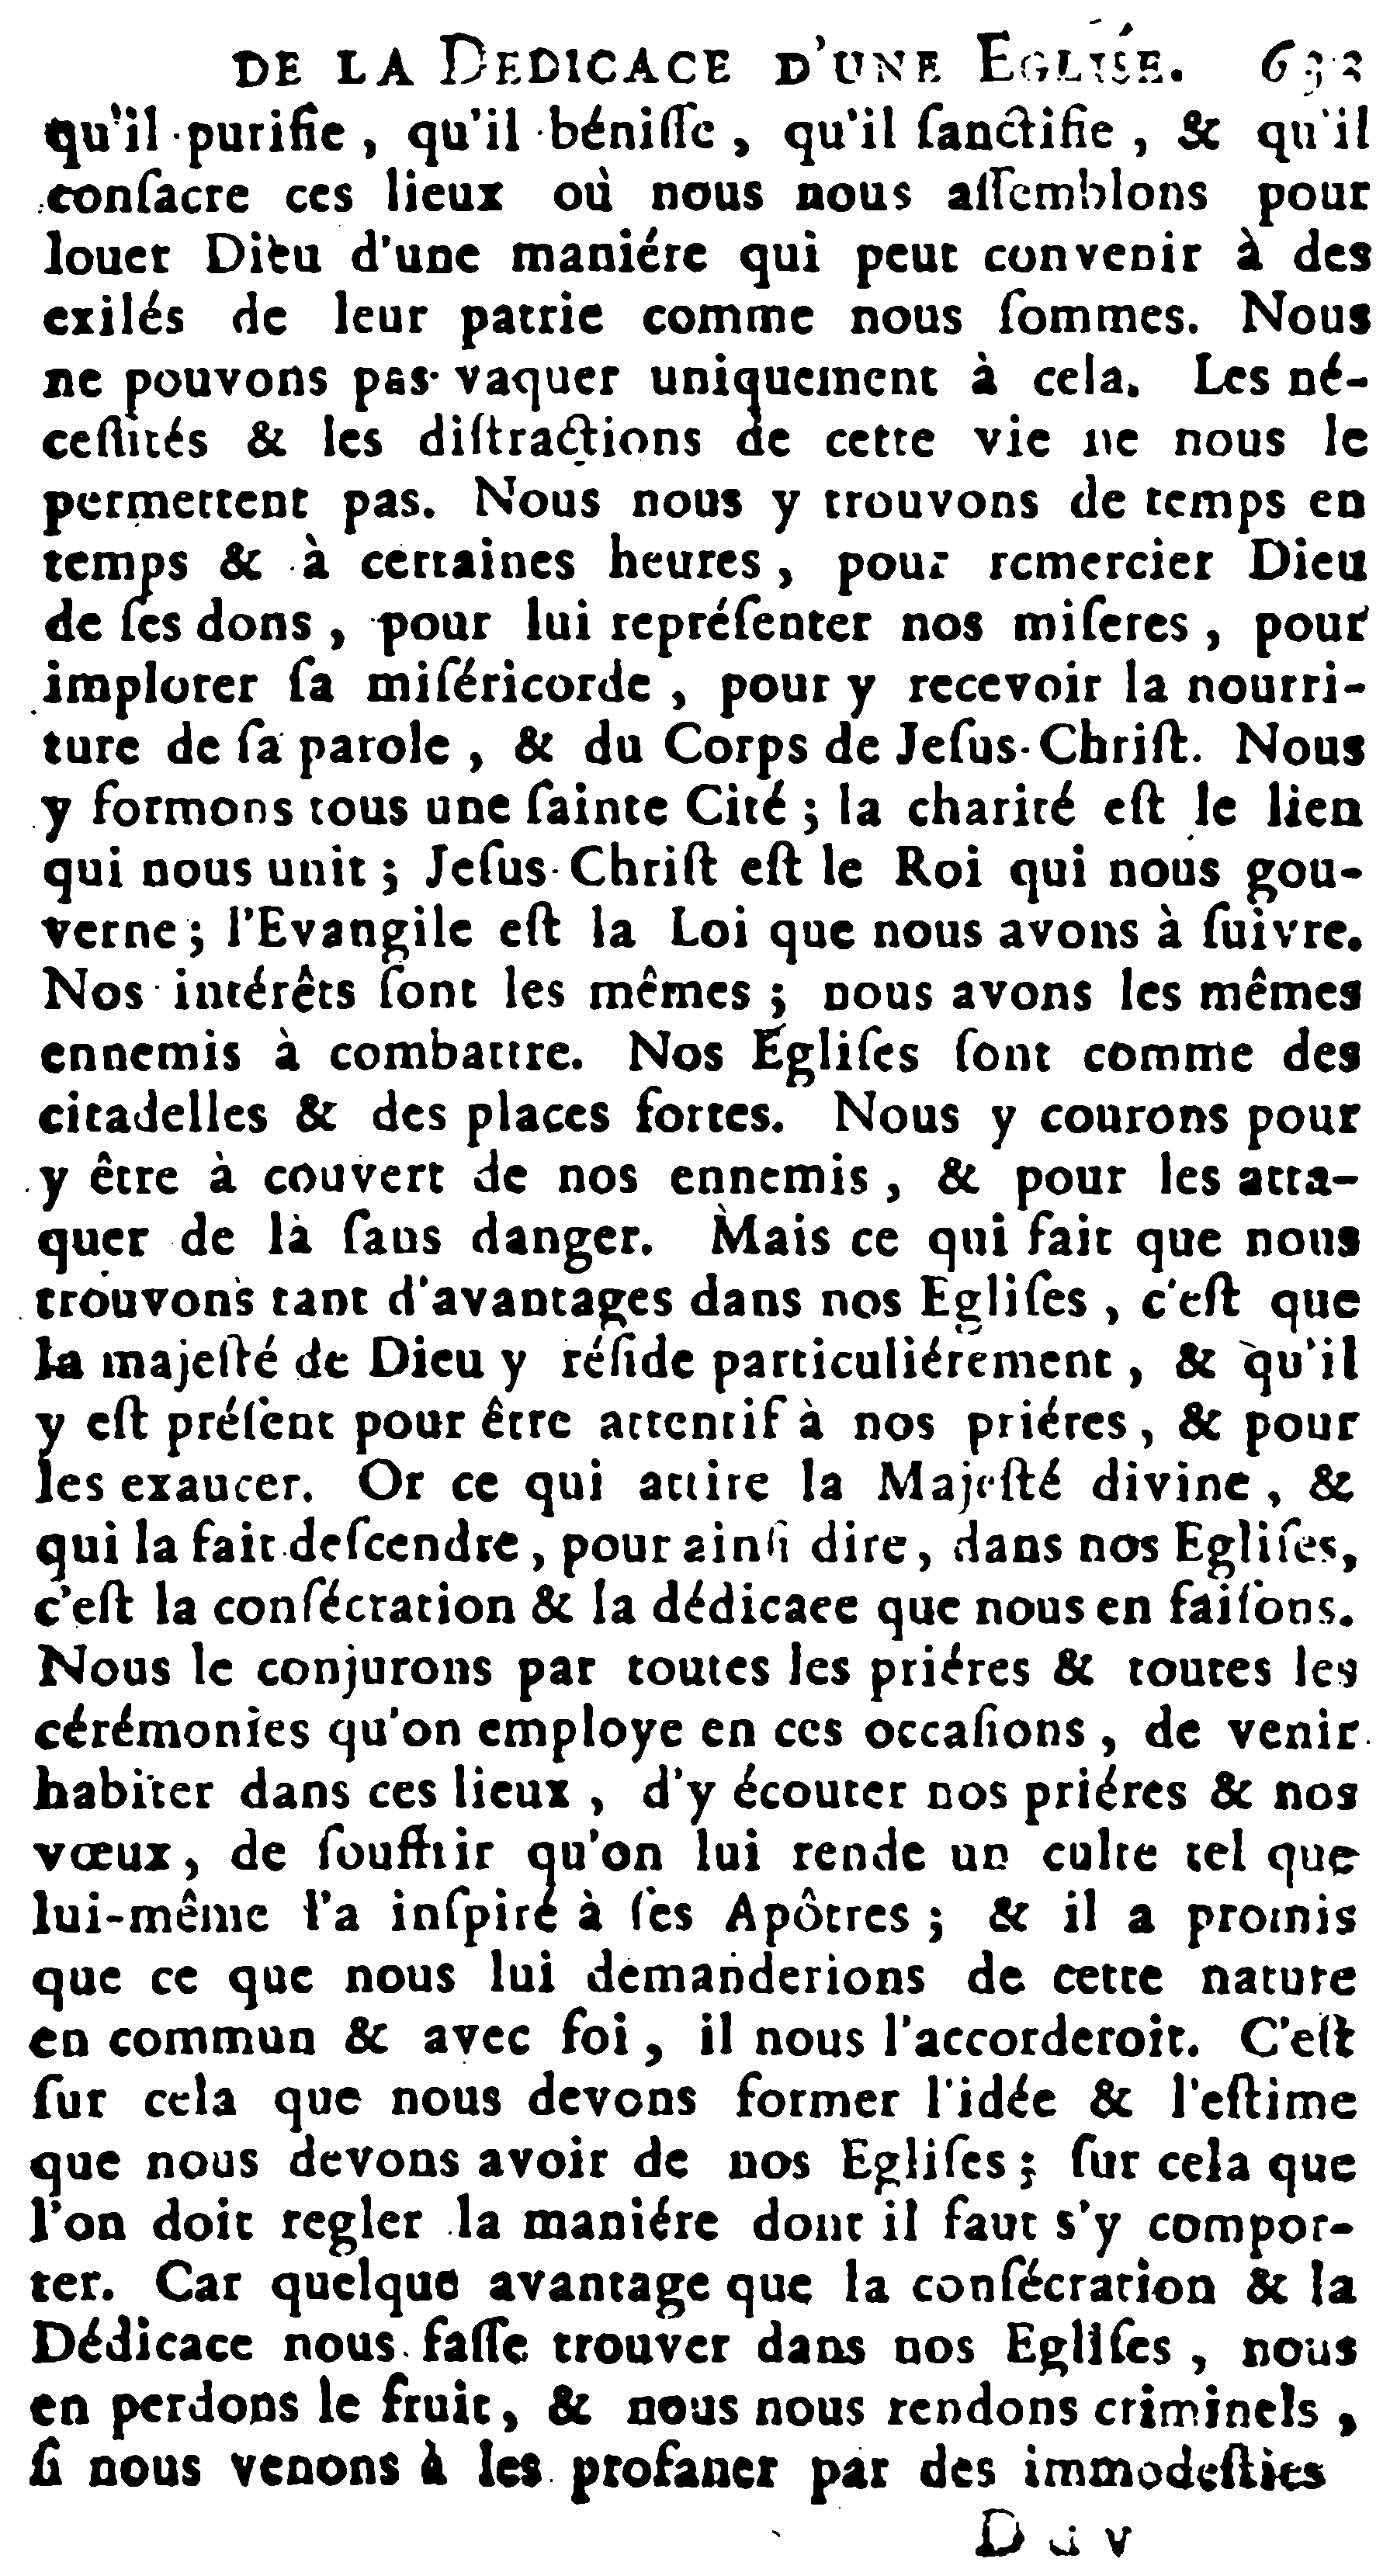 DE LA DEDICACE D'UNE EGLISE.
qu'il purifie, qu'il béniſſe, qu'il ſanctifie, & qu'il
conſacre ces lieux où nous nous aſſemblons pour
louer Dieu d'une maniére qui peut convenir à des
exilés de leur patrie comme nous ſommes. Nous
ne pouvons pas vaquer uniquement à cela. Les né-
ceſſités & les diſtractions de cette vie ne nous le
permettent pas. Nous nous y trouvons de temps en
temps & à certaines heures, pour remercier Dieu
de ſes dons, pour lui repréſenter nos miſeres, pour
implorer ſa miſéricorde, pour y recevoir la nourri-
ture de ſa parole, & du Corps de Jeſus-Chriſt. Nous
y formons tous une ſainte Cité; la charité eſt le lien
qui nous unit; Jeſus-Chriſt eſt le Roi qui nous gou-
verne; l'Evangile eſt la Loi que nous avons à ſuivre.
Nos intérêts ſont les mêmes; nous avons les mêmes
ennemis à combattre. Nos Egliſes ſont comme des
citadelles & des places fortes. Nous y courons pour
y être à couvert de nos ennemis, & pour les atta-
quer de là ſans danger. Mais ce qui fait que nous
trouvons tant d'avantages dans nos Egliſes, c'eſt que
la majeſté de Dieu y réſide particuliérement, & qu'il
y eſt préſent pour être attentif à nos priéres, & pour
les exaucer. Or ce qui attire la Majeſté divine, &
qui la fait deſcendre, pour ainſi dire, dans nos Egliſes,
c'eſt la conſécration & la dédicace que nous en faiſons.
Nous le conjurons par toutes les priéres & toutes les
cérémonies qu'on employe en ces occaſions, de venir
habiter dans ces lieux, d'y écouter nos priéres & nos
vœux, de ſouffrir qu'on lui rende un culte tel que
lui-même l'a inſpiré à ſes Apôtres; & il a promis
que ce que nous lui demanderions de cette nature
en commun & avec foi, il nous l'accorderoit. C'eſt
ſur cela que nous devons former l'idée & l'eſtime
que nous devons avoir de nos Egliſes; ſur cela que
l'on doit regler la maniére dont il faut s'y compor-
ter. Car quelque avantage que la conſécration & la
Dédicace nous faſſe trouver dans nos Egliſes, nous
en perdons le fruit, & nous nous rendons criminels,
ſi nous venons à les profaner par des immodeſties